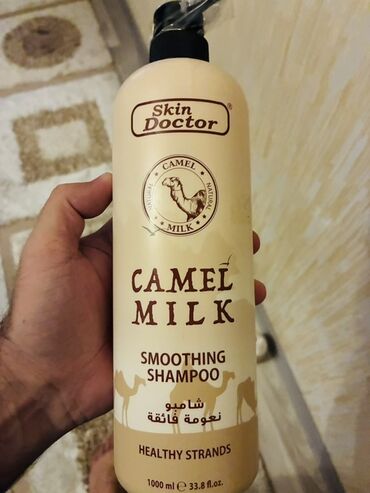 Skin
Doctor®
CAMEL
NATURAL
NATURAL
MILK
CAMEL
MILK
SMOOTHING
SHAMPOO
شامبو
نعومة فائقة
HEALTHY STRANDS
1000 ml ℮ 33.8 fl.oz.